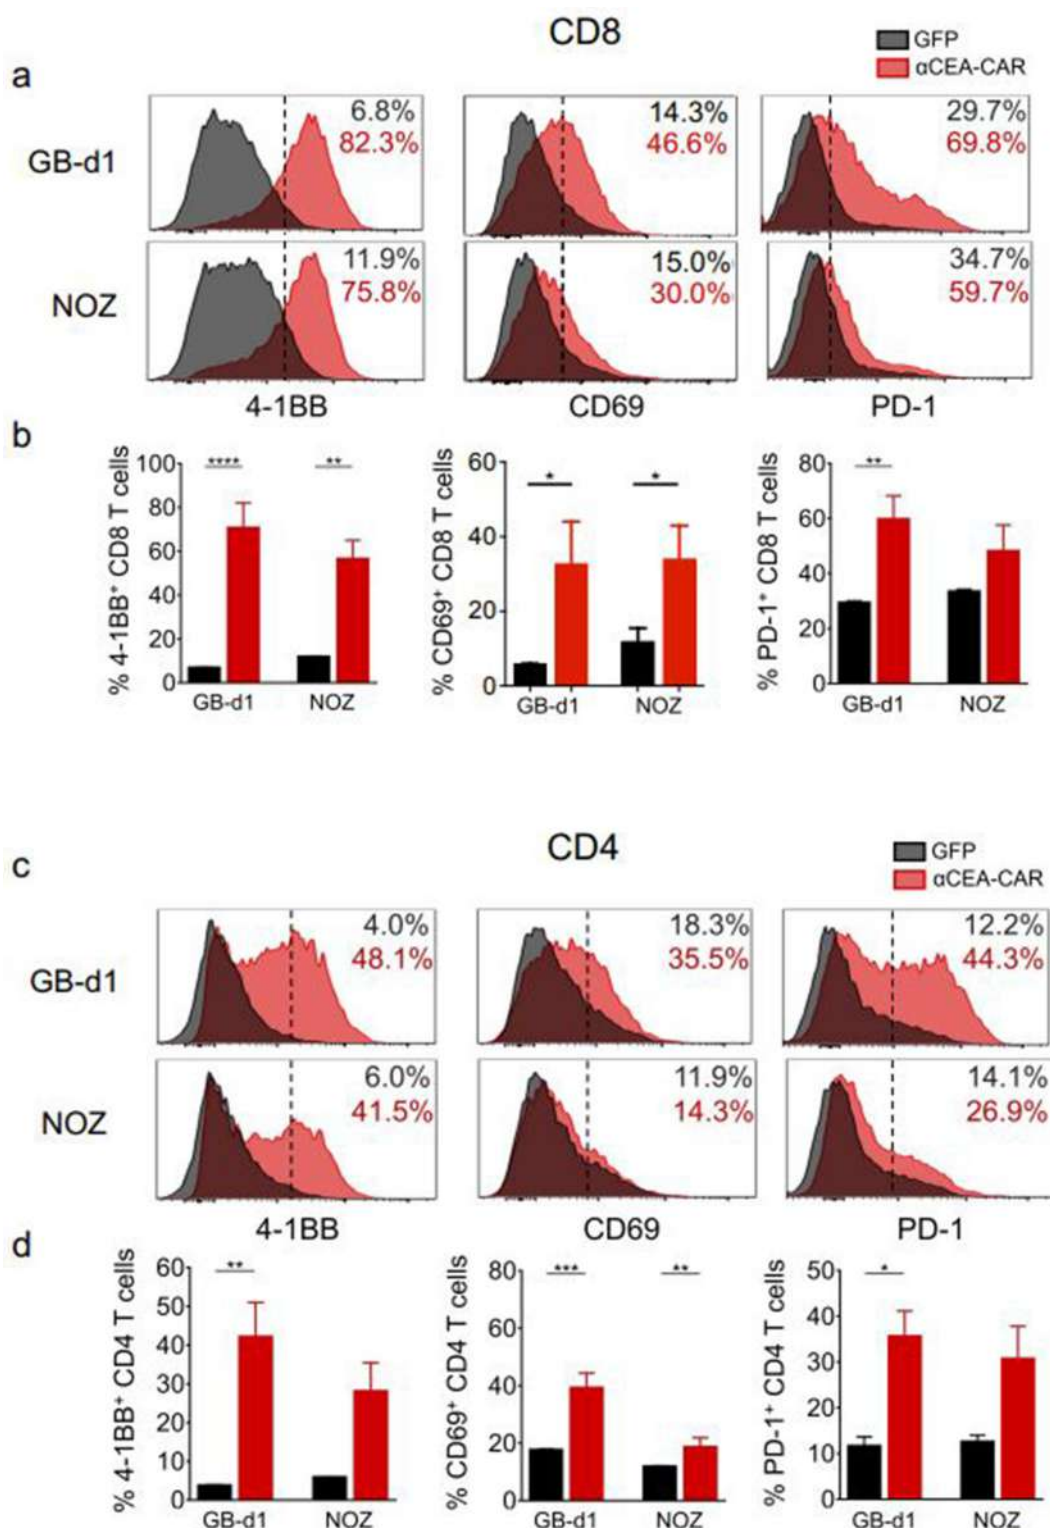 CD8
GFP
αCEA-CAR
a
GB-d1
6.8%
82.3%
14.3%
46.6%
29.7%
69.8%
NOZ
11.9%
75.8%
15.0%
30.0%
34.7%
59.7%
4-1BB
CD69
PD-1
b
% 4-1BB⁺ CD8 T cells
100
80
60
40
20
0
****
**
GB-d1
NOZ
% CD69⁺ CD8 T cells
60
40
20
0
*
*
GB-d1
NOZ
% PD-1⁺ CD8 T cells
80
60
40
20
0
**
GB-d1
NOZ
CD4
GFP
αCEA-CAR
c
GB-d1
4.0%
48.1%
18.3%
35.5%
12.2%
44.3%
NOZ
6.0%
41.5%
11.9%
14.3%
14.1%
26.9%
4-1BB
CD69
PD-1
d
% 4-1BB⁺ CD4 T cells
60
50
40
30
20
10
0
**
GB-d1
NOZ
% CD69⁺ CD4 T cells
80
60
40
20
0
***
**
GB-d1
NOZ
% PD-1⁺ CD4 T cells
50
40
30
20
10
0
*
GB-d1
NOZ